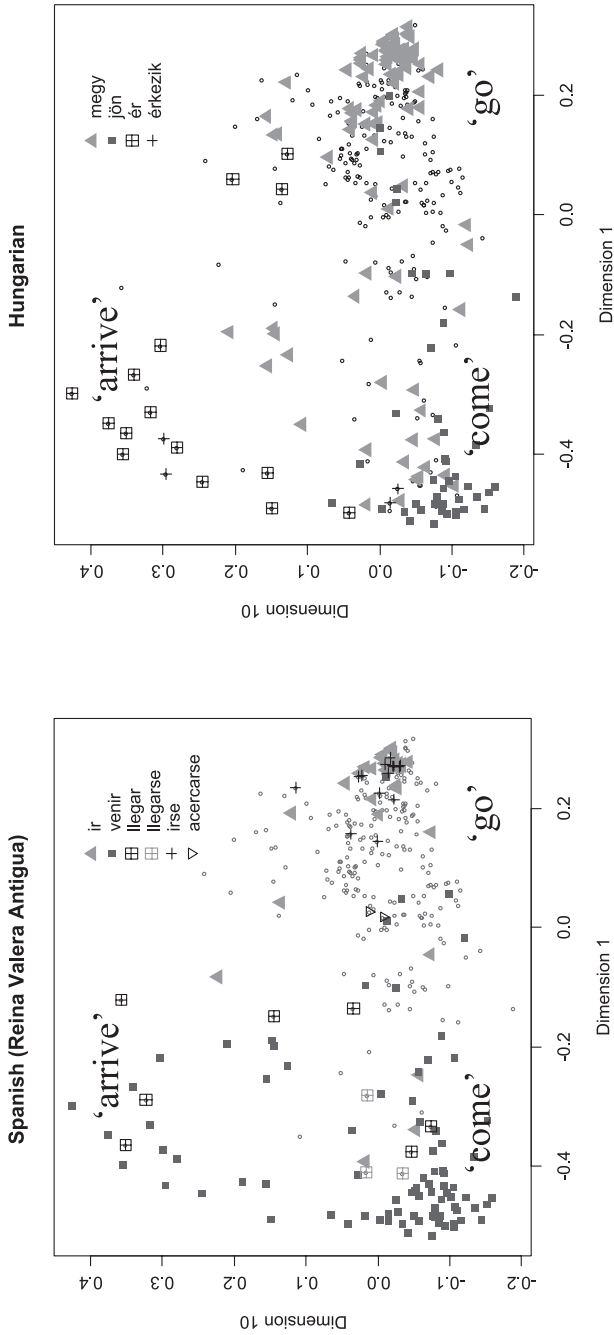 Spanish (Reina Valera Antigua)
ir
venir
llegar
llegarse
irse
acercarse
'arrive'
'come'
'go'
0.4
0.3
0.2
0.1
0.0
-0.1
-0.2
Dimension 10
-0.4
-0.2
0.0
0.2
Dimension 1
Hungarian
megy
jön
ér
érkezik
'arrive'
'come'
'go'
0.4
0.3
0.2
0.1
0.0
-0.1
-0.2
Dimension 10
-0.4
-0.2
0.0
0.2
Dimension 1